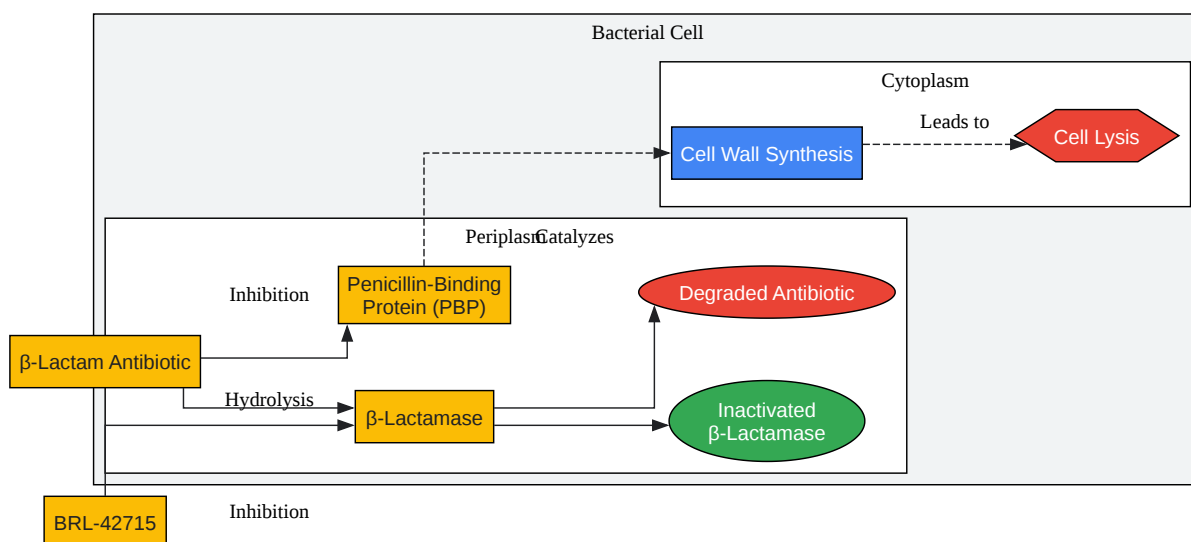 Bacterial Cell
Cytoplasm
Leads to
Cell Lysis
Cell Wall Synthesis
Periplasm
Catalyzes
Inhibition
Penicillin-Binding
Protein (PBP)
Degraded Antibiotic
β-Lactam Antibiotic
Hydrolysis
β-Lactamase
Inactivated
β-Lactamase
BRL-42715
Inhibition